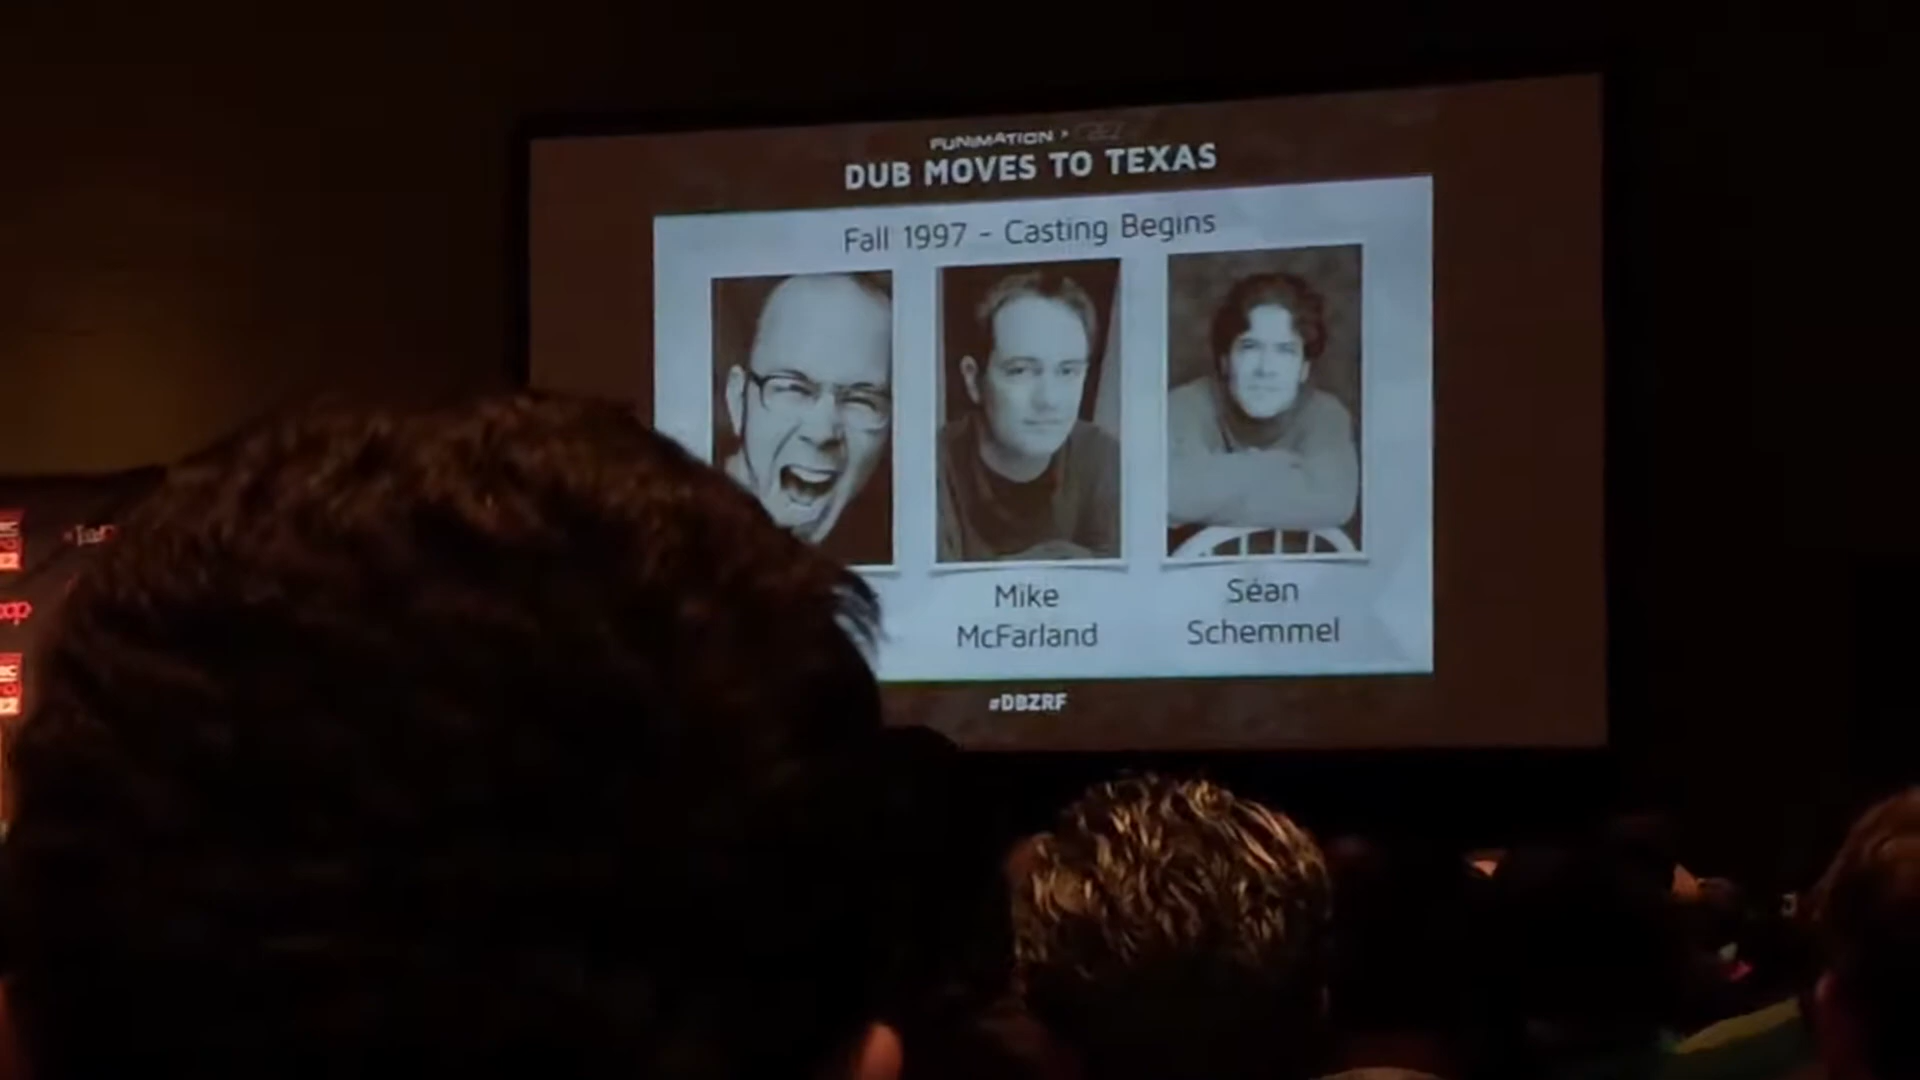 FUNIMATION
DUB MOVES TO TEXAS
Fall 1997 - Casting Begins
Mike
McFarland
Séan
Schemmel
#DBZRF